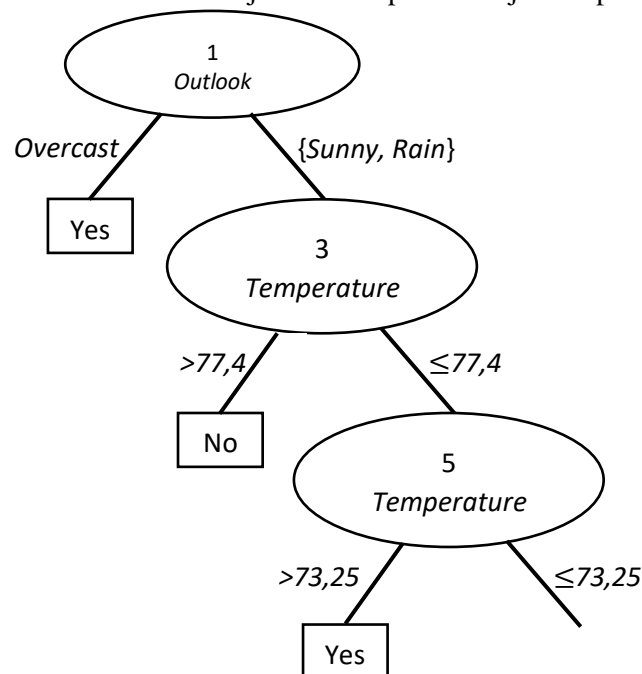 1
Outlook
Overcast
{Sunny, Rain}
Yes
3
Temperature
>77,4
≤77,4
No
5
Temperature
>73,25
≤73,25
Yes